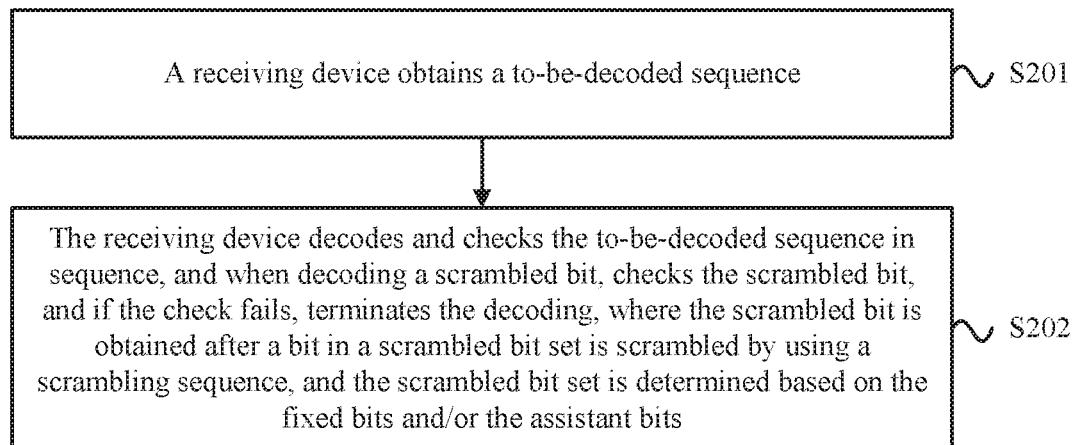 A receiving device obtains a to-be-decoded sequence
S201
The receiving device decodes and checks the to-be-decoded sequence in
sequence, and when decoding a scrambled bit, checks the scrambled bit,
and if the check fails, terminates the decoding, where the scrambled bit is
obtained after a bit in a scrambled bit set is scrambled by using a
scrambling sequence, and the scrambled bit set is determined based on the
fixed bits and/or the assistant bits
S202